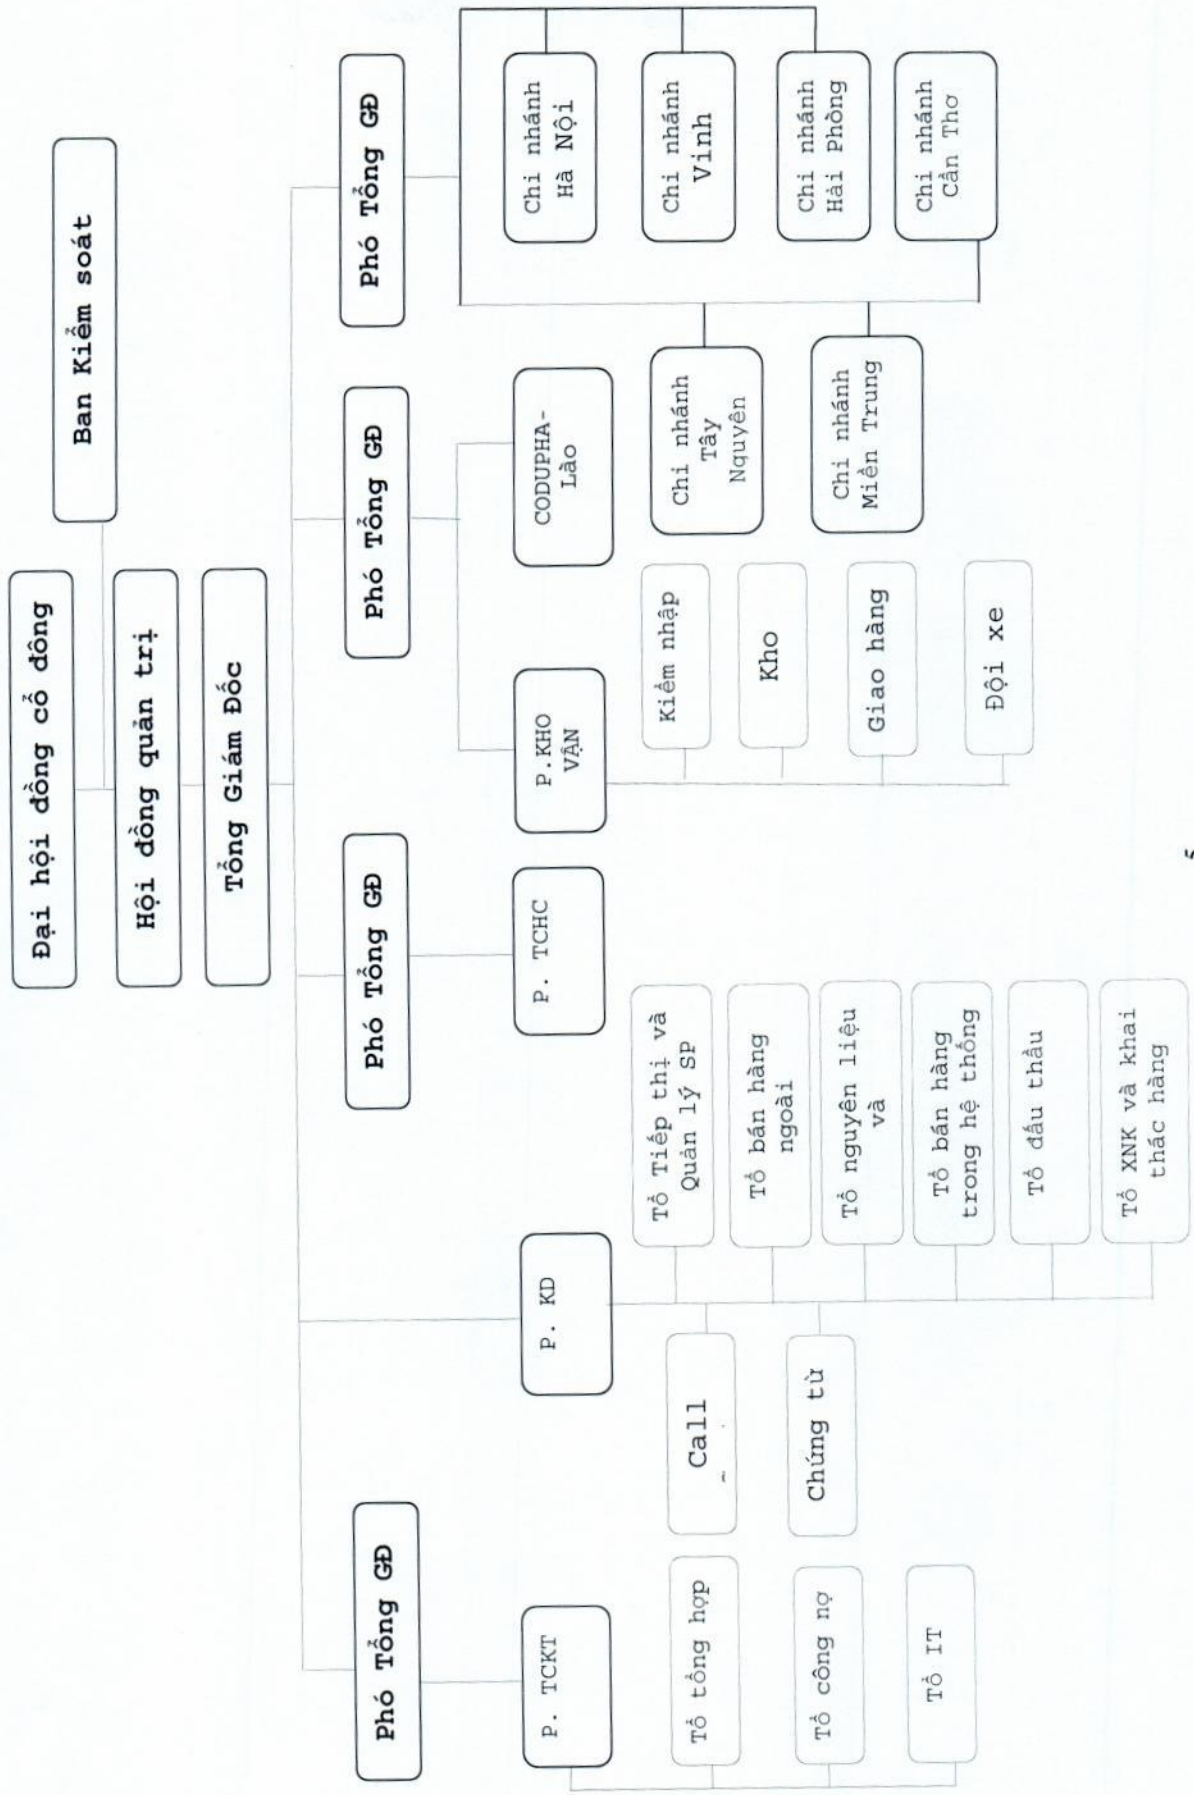 Đại hội đồng cổ đông
Ban Kiểm soát
Hội đồng quản trị
Tổng Giám Đốc
Phó Tổng GĐ
Phó Tổng GĐ
Phó Tổng GĐ
Phó Tổng GĐ
P. TCKT
P. KD
P. TCHC
P.KHO
VẬN
CODUPHA-
Lào
Tổ tổng hợp
Tổ công nợ
Tổ IT
Call
Chứng từ
Tổ Tiếp thị và
Quản lý SP
Tổ bán hàng
ngoài
Tổ nguyên liệu
và
Tổ bán hàng
trong hệ thống
Tổ đấu thầu
Tổ XNK và khai
thác hàng
Kiểm nhập
Kho
Giao hàng
Đội xe
Chi nhánh
Tây
Nguyên
Chi nhánh
Miền Trung
Chi nhánh
Hà Nội
Chi nhánh
Vinh
Chi nhánh
Hải Phòng
Chi nhánh
Cần Thơ
5